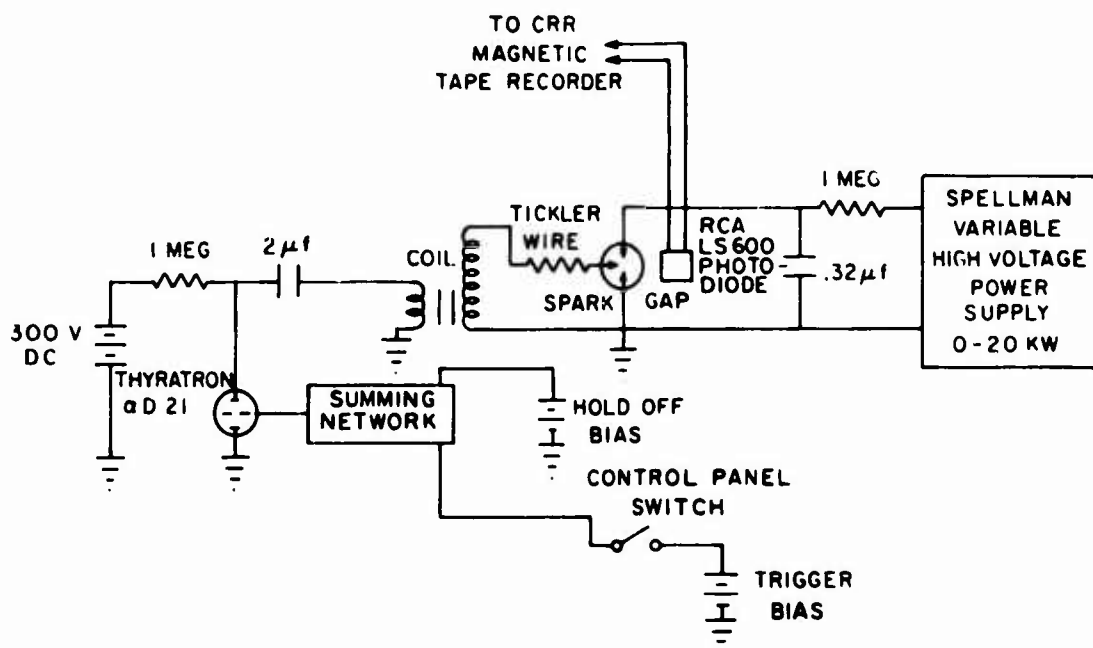 TO CRR
MAGNETIC
TAPE RECORDER
1 MEG
SPELLMAN
VARIABLE
HIGH VOLTAGE
POWER
SUPPLY
0-20 KW
TICKLER
WIRE
RCA
LS600
PHOTO
DIODE
.32µf
1 MEG
2µf
COIL
SPARK GAP
300 V
DC
THYRATRON
αD 21
SUMMING
NETWORK
HOLD OFF
BIAS
CONTROL PANEL
SWITCH
TRIGGER
BIAS